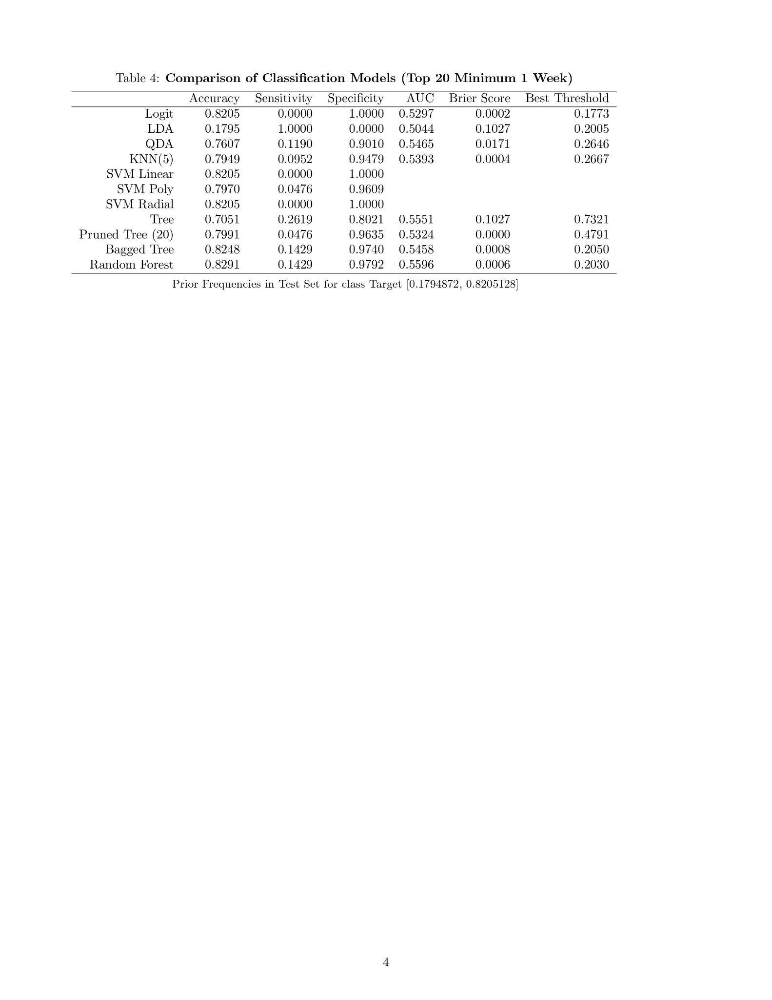 Table 4: Comparison of Classification Models (Top 20 Minimum 1 Week)
Accuracy Sensitivity Specificity AUC Brier Score Best Threshold
Logit 0.8205 0.0000 1.0000 0.5297 0.0002 0.1773
LDA 0.1795 1.0000 0.0000 0.5044 0.1027 0.2005
QDA 0.7607 0.1190 0.9010 0.5465 0.0171 0.2646
KNN(5) 0.7949 0.0952 0.9479 0.5393 0.0004 0.2667
SVM Linear 0.8205 0.0000 1.0000
SVM Poly 0.7970 0.0476 0.9609
SVM Radial 0.8205 0.0000 1.0000
Tree 0.7051 0.2619 0.8021 0.5551 0.1027 0.7321
Pruned Tree (20) 0.7991 0.0476 0.9635 0.5324 0.0000 0.4791
Bagged Tree 0.8248 0.1429 0.9740 0.5458 0.0008 0.2050
Random Forest 0.8291 0.1429 0.9792 0.5596 0.0006 0.2030
Prior Frequencies in Test Set for class Target [0.1794872, 0.8205128]
4